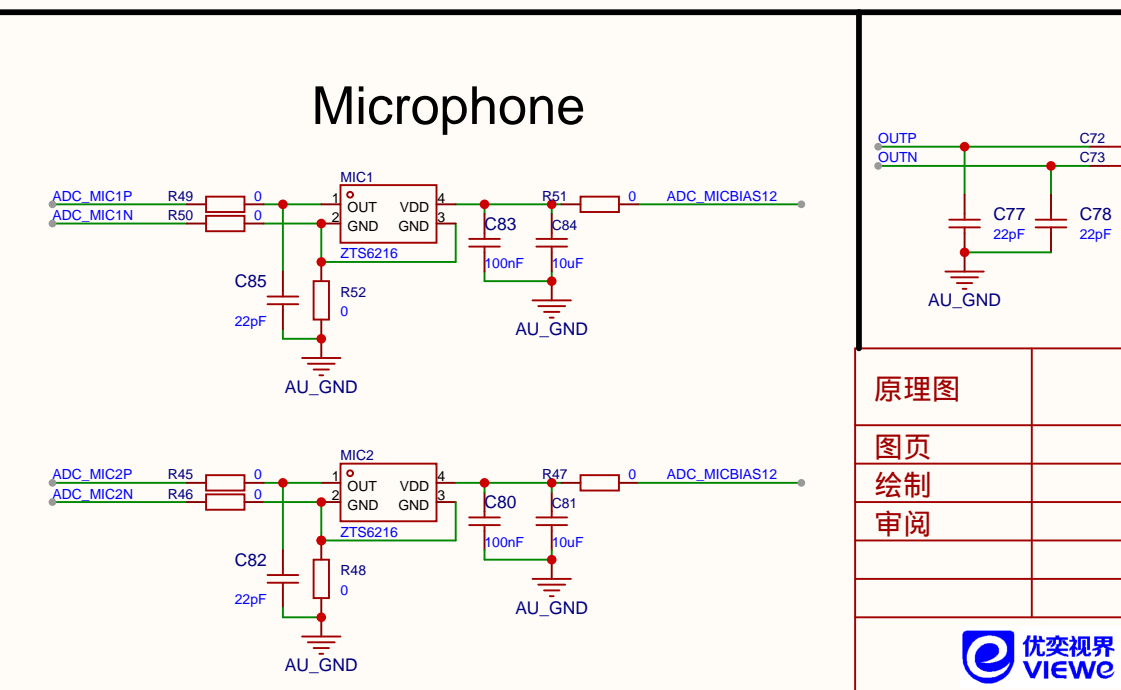 Microphone
MIC1
ADC_MIC1P R49 0 1 4 R51 0 ADC_MICBIAS12
OUT VDD
ADC_MIC1N R50 0 2 3
GND GND
C83 C84
ZTS6216
100nF 10uF
C85
R52
22pF 0
AU_GND
AU_GND
MIC2
ADC_MIC2P R45 0 1 4 R47 0 ADC_MICBIAS12
OUT VDD
ADC_MIC2N R46 0 2 3
GND GND
C80 C81
ZTS6216
100nF 10uF
C82
R48
22pF 0
AU_GND
AU_GND
OUTP C72
OUTN C73
C77 C78
22pF 22pF
AU_GND
原理图
图页
绘制
审阅
优奕视界
VIEWE